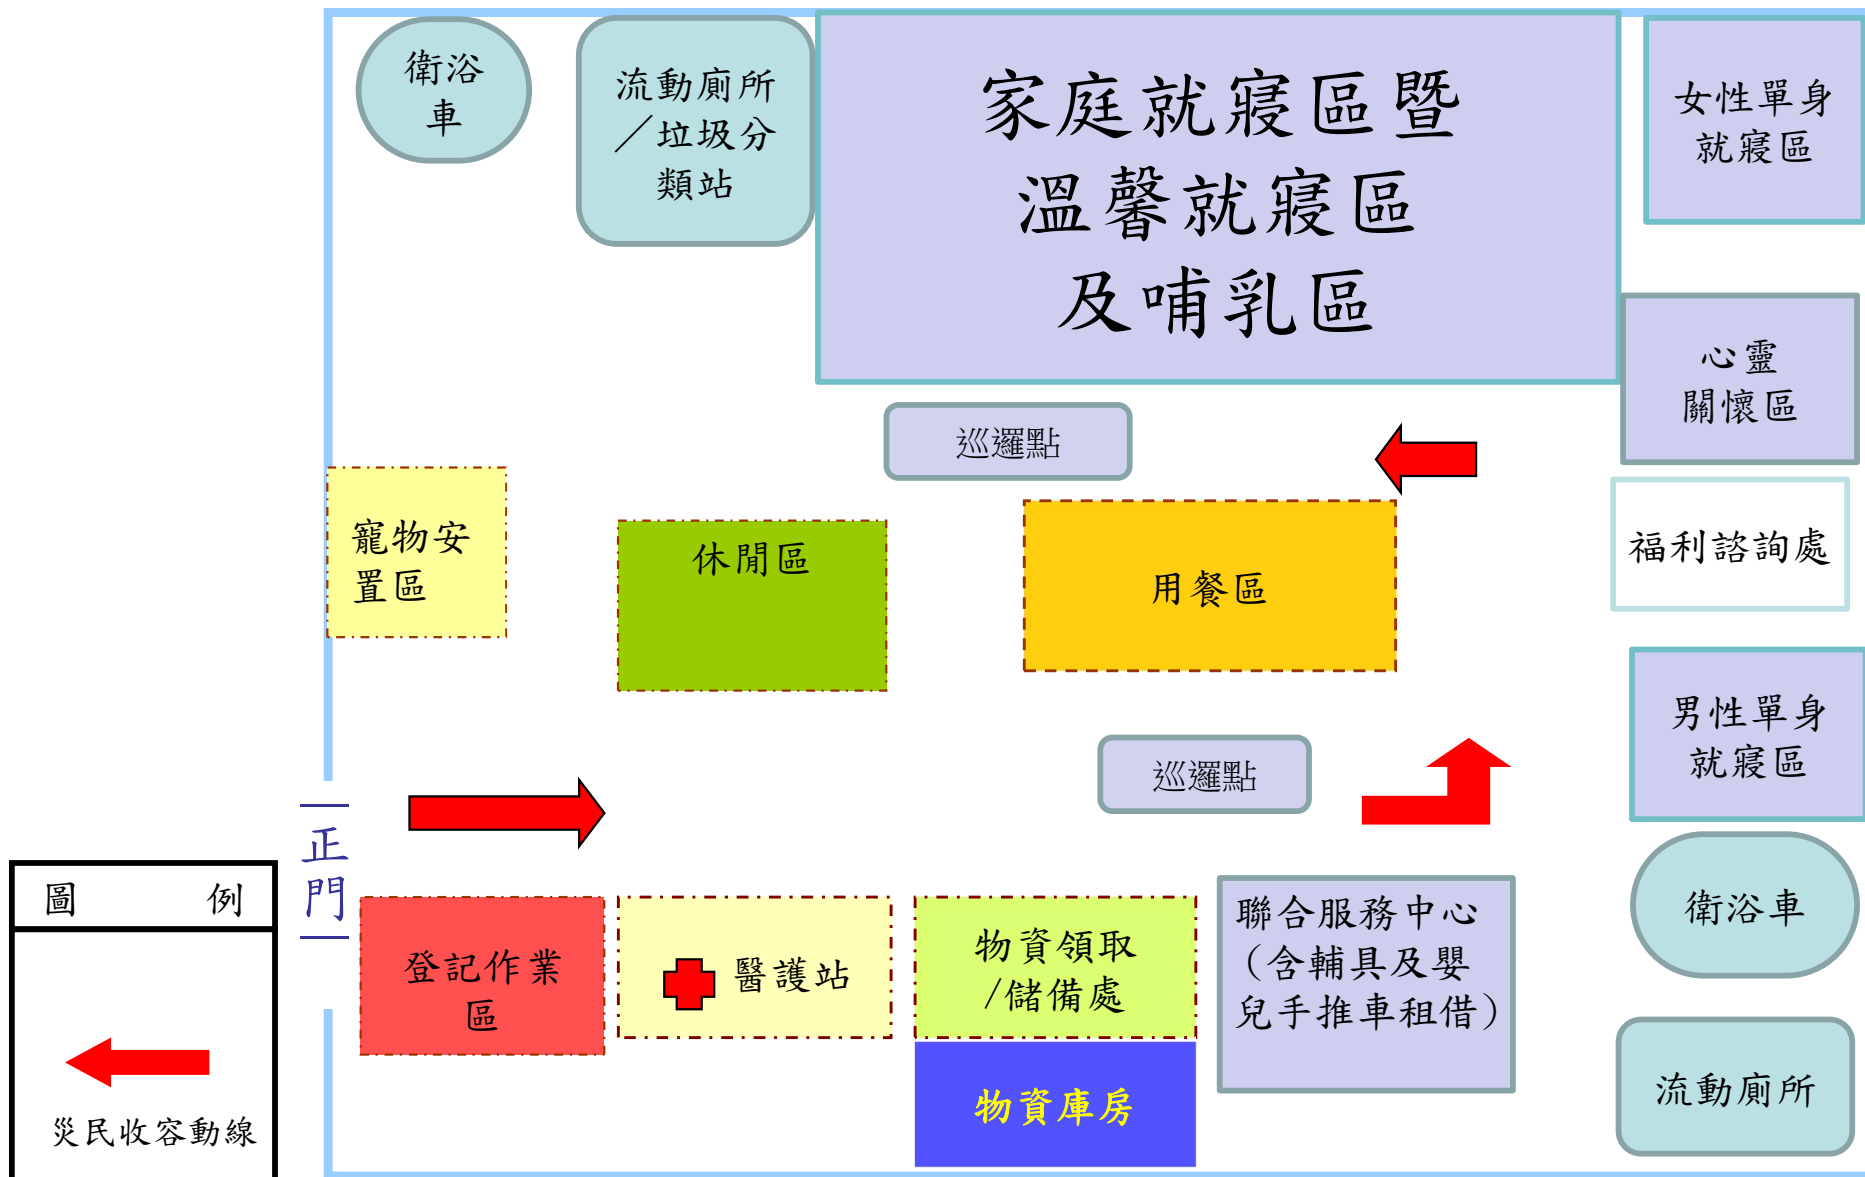 衛浴
車
流動廁所
／垃圾分
類站
家庭就寢區暨
溫馨就寢區
及哺乳區
女性單身
就寢區
心靈
關懷區
巡邏點
寵物安
置區
休閒區
用餐區
福利諮詢處
男性單身
就寢區
巡邏點
正
門
圖 例
災民收容動線
登記作業
區
醫護站
物資領取
/儲備處
物資庫房
聯合服務中心
（含輔具及嬰
兒手推車租借）
衛浴車
流動廁所